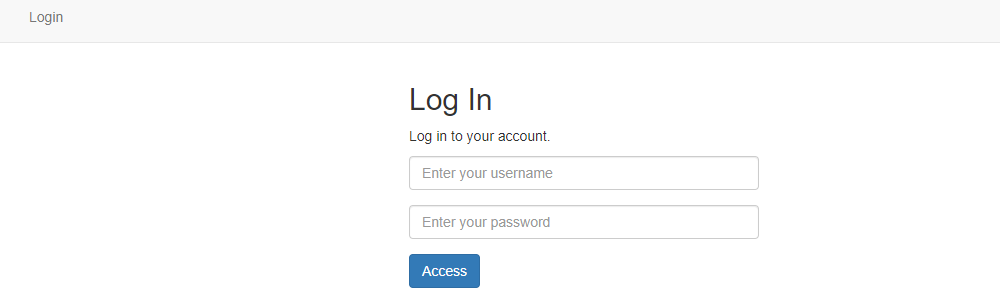 Login
Log In
Log in to your account.
Enter your username
Enter your password
Access